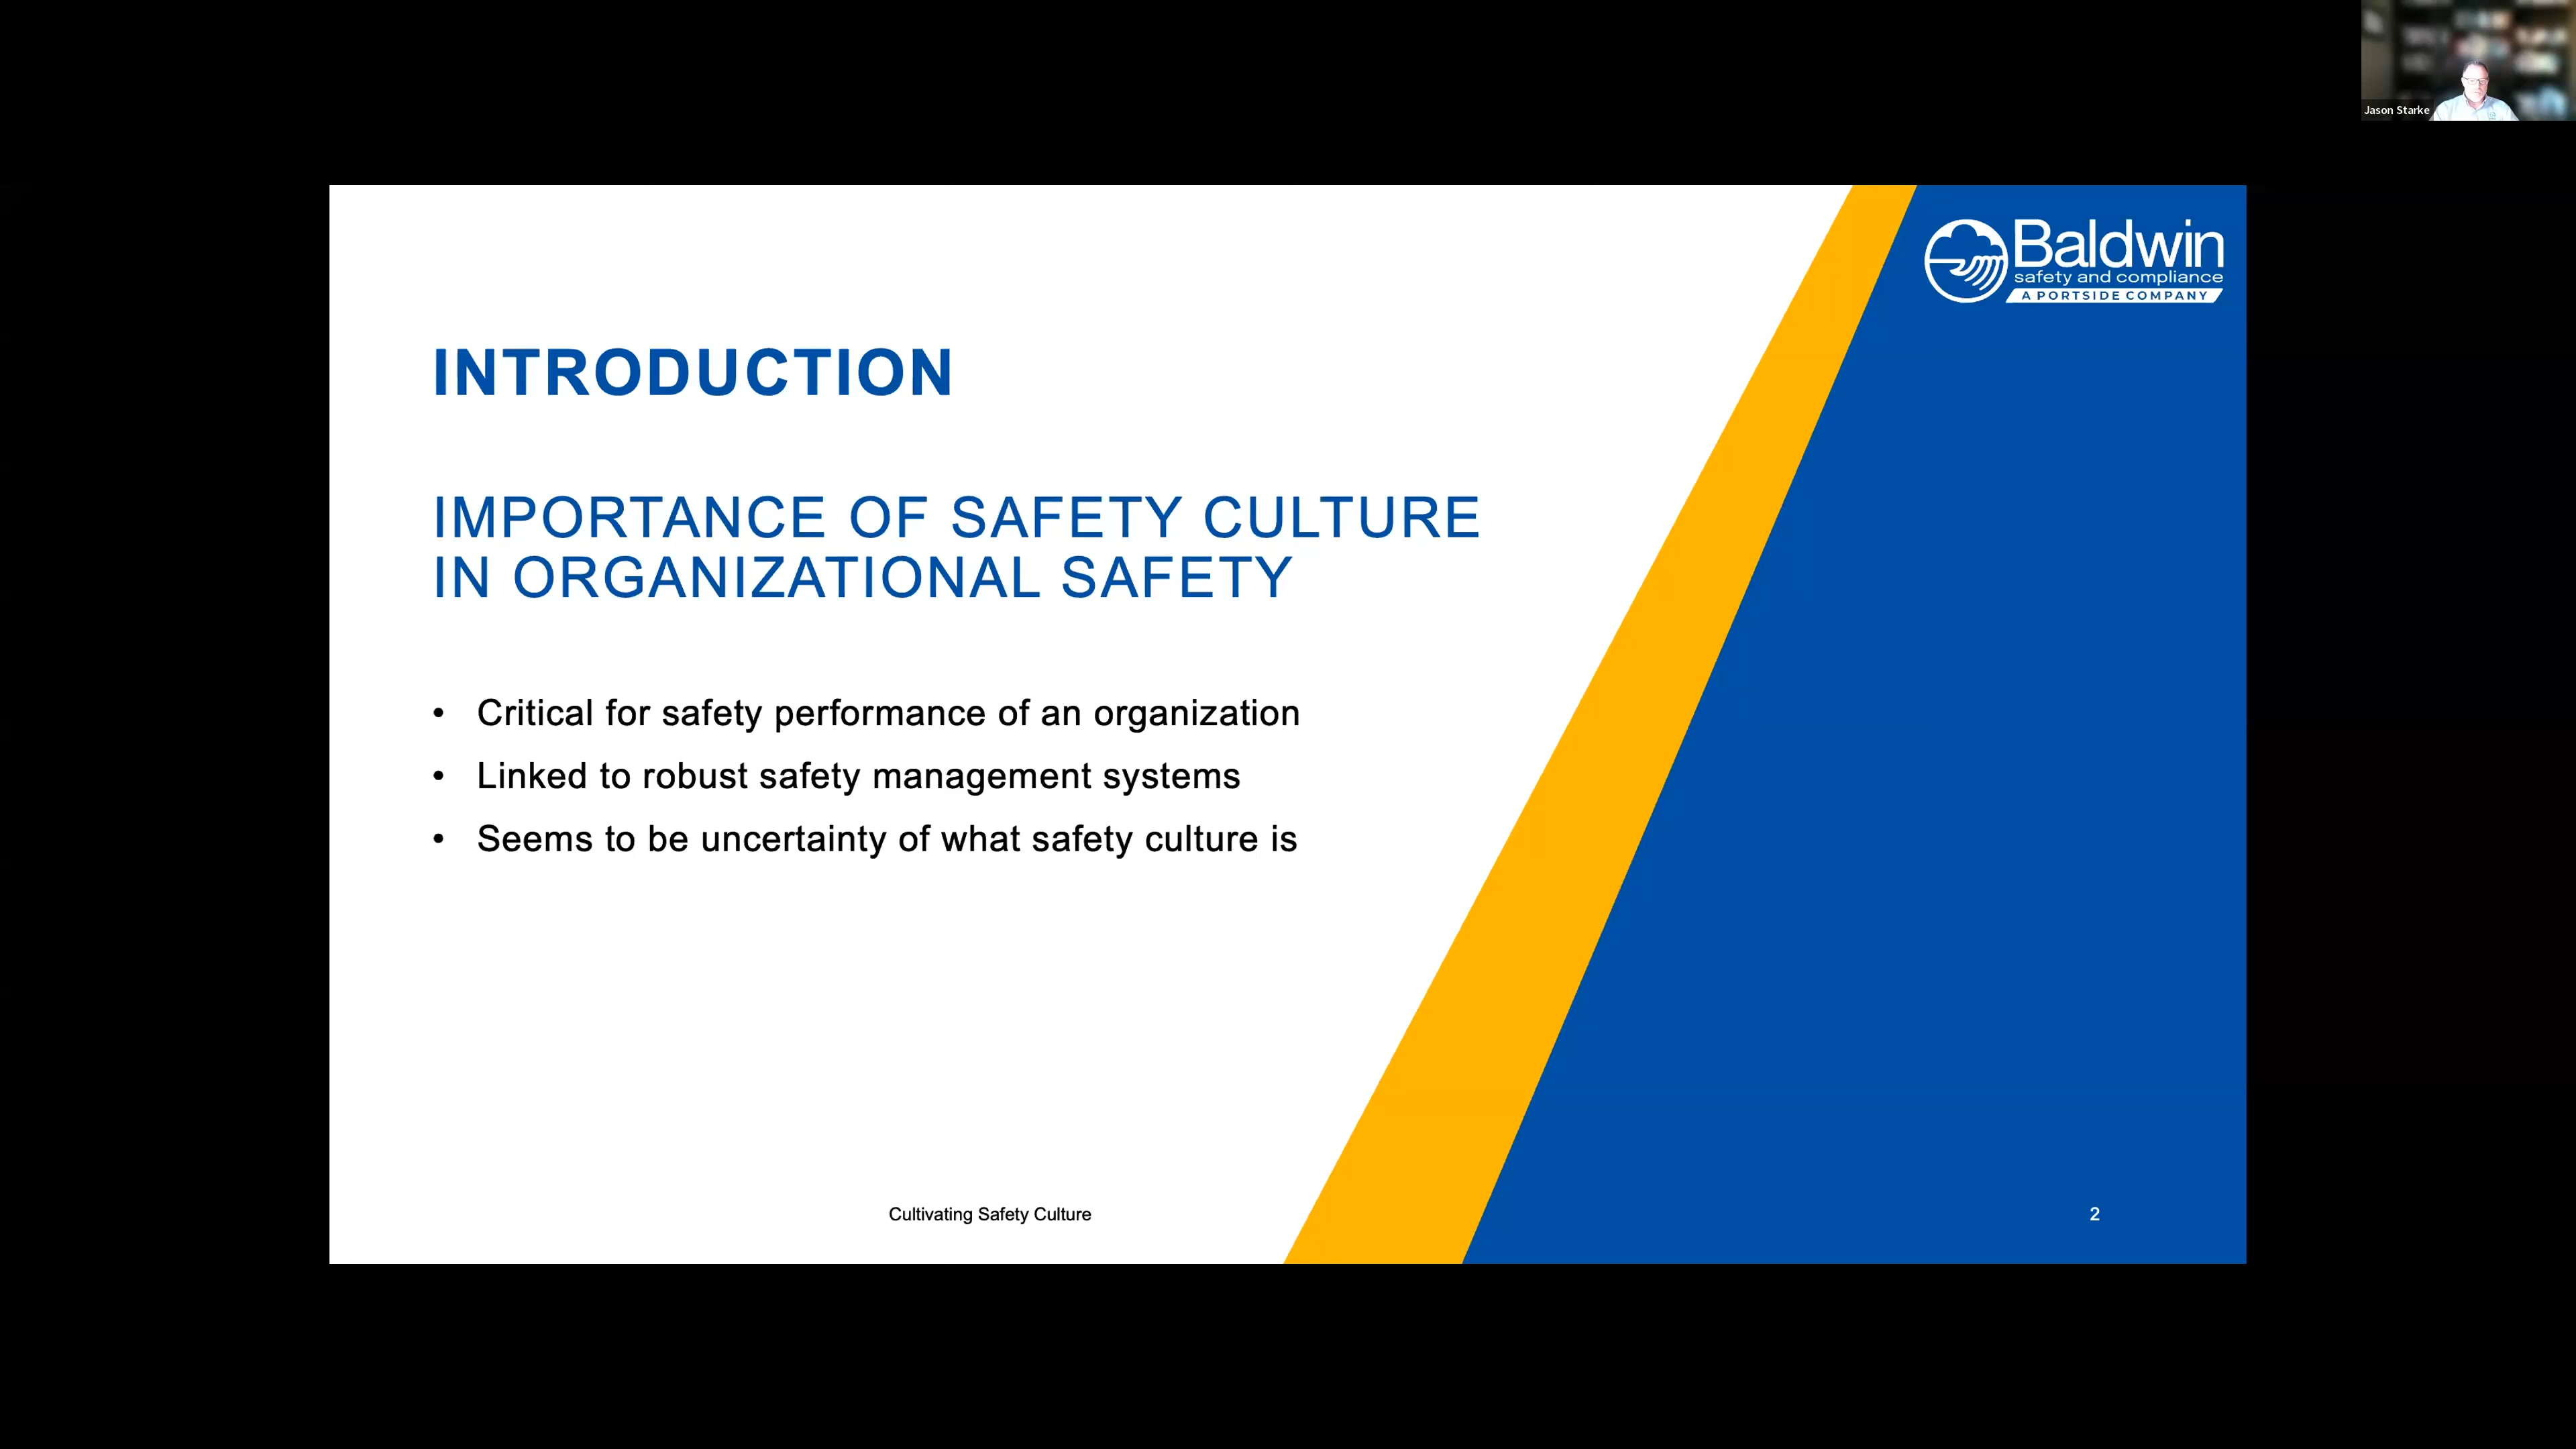 Jason Starke
Baldwin
safety and compliance
A PORTSIDE COMPANY
INTRODUCTION
IMPORTANCE OF SAFETY CULTURE
IN ORGANIZATIONAL SAFETY
• Critical for safety performance of an organization
• Linked to robust safety management systems
• Seems to be uncertainty of what safety culture is
Cultivating Safety Culture
2